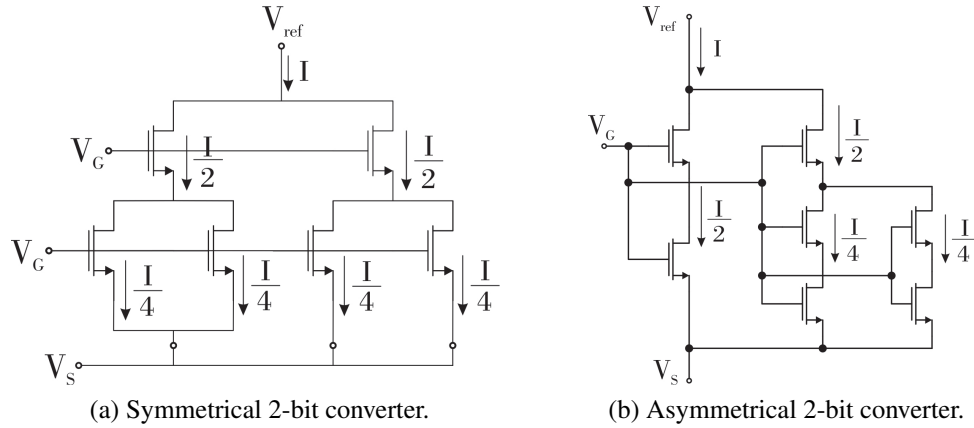 V_ref
I
V_G
I/2
I/2
V_G
I/4
I/4
I/4
I/4
V_S
(a) Symmetrical 2-bit converter.
V_ref
I
V_G
I/2
I/2
I/4
I/4
V_S
(b) Asymmetrical 2-bit converter.